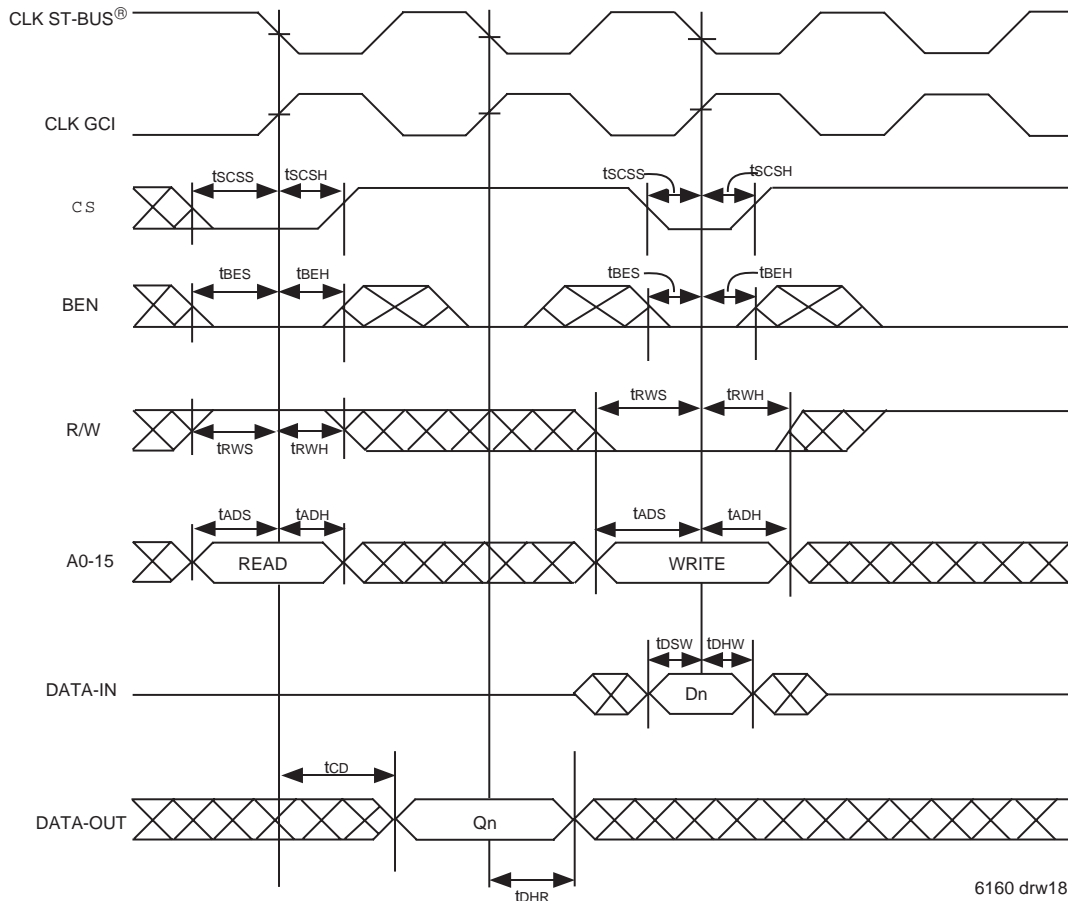 CLK ST-BUS®
CLK GCI
tSCSS tSCSH tSCSS tSCSH
CS
tBES tBEH tBES tBEH
BEN
tRWS tRWH
R/W
tRWS tRWH
tADS tADH tADS tADH
A0-15 READ WRITE
tDSW tDHW
DATA-IN Dn
tCD
DATA-OUT Qn
tDHR
6160 drw18